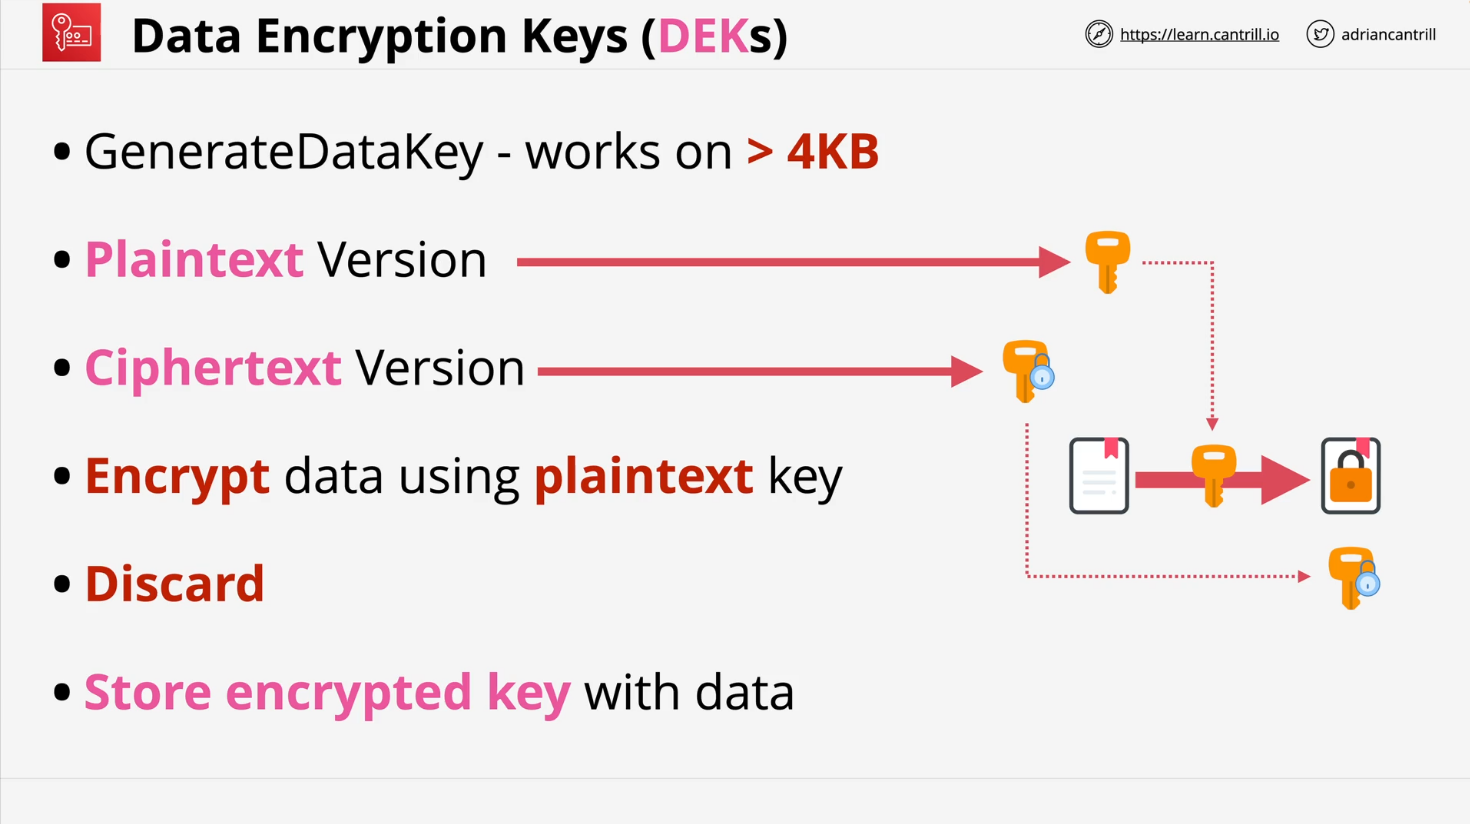 Data Encryption Keys (DEKs)
https://learn.cantrill.io
adriancantrill
• GenerateDataKey - works on > 4KB
• Plaintext Version
• Ciphertext Version
• Encrypt data using plaintext key
• Discard
• Store encrypted key with data